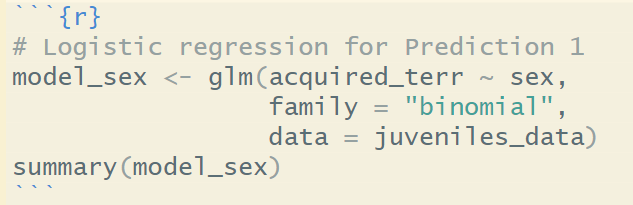 ```{r}
# Logistic regression for Prediction 1
model_sex <- glm(acquired_terr ~ sex,
                 family = "binomial",
                 data = juveniles_data)
summary(model_sex)
```